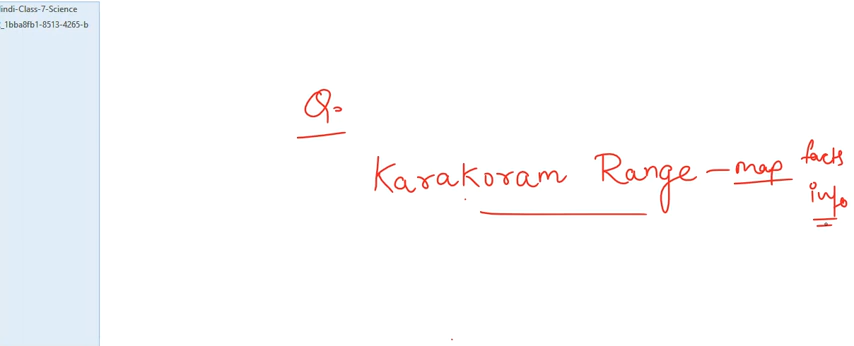 indi-Class-7-Science
_1bba8fb1-8513-4265-b
Q.
Karakoram Range - map facts
info